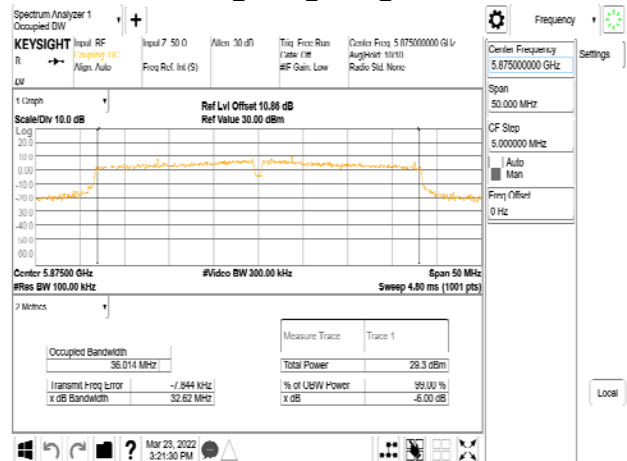 Spectrum Analyzer 1
Occupied BW
Frequency
KEYSIGHT Input RF
Coupling: DC
Align: Auto
R
Input Z: 50 Ω
Freq Ref: Int (S)
Atten: 30 dB
Trig: Free Run
Gate: Off
#IF Gain: Low
Center Freq: 5.875000000 GHz
Avg|Hold: 10/10
Radio Std: None
Center Frequency
5.875000000 GHz
Settings
Span
50.000 MHz
CF Step
5.000000 MHz
Auto
Man
Freq Offset
0 Hz
Local
1 Graph
Scale/Div 10.0 dB
Ref Lvl Offset 10.86 dB
Ref Value 30.00 dBm
Log
20.0
10.0
0.00
-10.0
-20.0
30.0
-40.0
50.0
60.0
Center 5.87500 GHz
#Res BW 100.00 kHz
#Video BW 300.00 kHz
Span 50 MHz
Sweep 4.80 ms (1001 pts)
2 Metrics
Measure Trace Trace 1
Occupied Bandwidth
36.014 MHz
Total Power 29.3 dBm
Transmit Freq Error -7.844 kHz
% of OBW Power 99.00 %
x dB Bandwidth 32.62 MHz
x dB -6.00 dB
Mar 23, 2022
3:21:30 PM